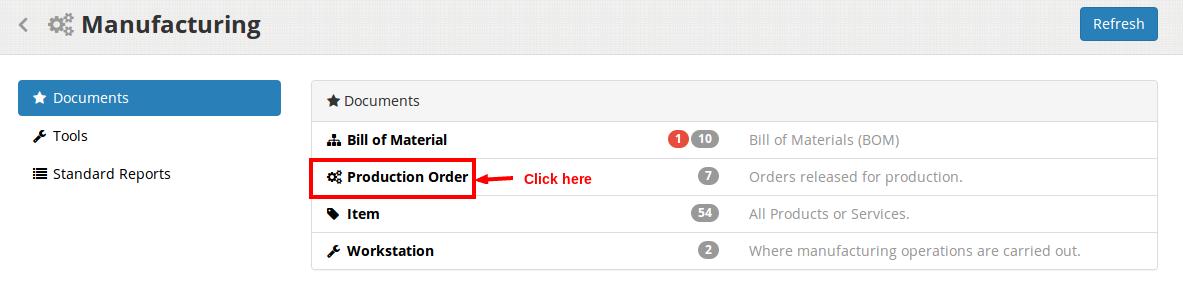 Manufacturing
Refresh
Documents
Tools
Standard Reports
Documents
Bill of Material 1 10 Bill of Materials (BOM)
Production Order Click here 7 Orders released for production.
Item 54 All Products or Services.
Workstation 2 Where manufacturing operations are carried out.